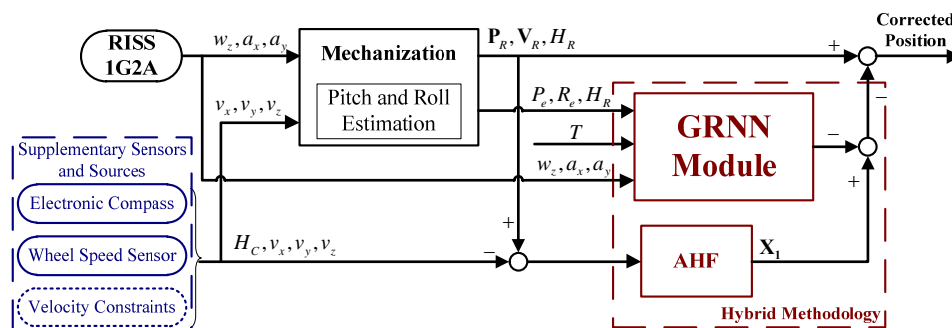 RISS
1G2A
w_z, a_x, a_y
Mechanization
Pitch and Roll
Estimation
v_x, v_y, v_z
P_R, V_R, H_R
+
Corrected
Position
−
P_e, R_e, H_R
T
w_z, a_x, a_y
GRNN
Module
−
+
Supplementary Sensors
and Sources
Electronic Compass
Wheel Speed Sensor
Velocity Constraints
H_C, v_x, v_y, v_z
+
−
AHF
X_1
Hybrid Methodology